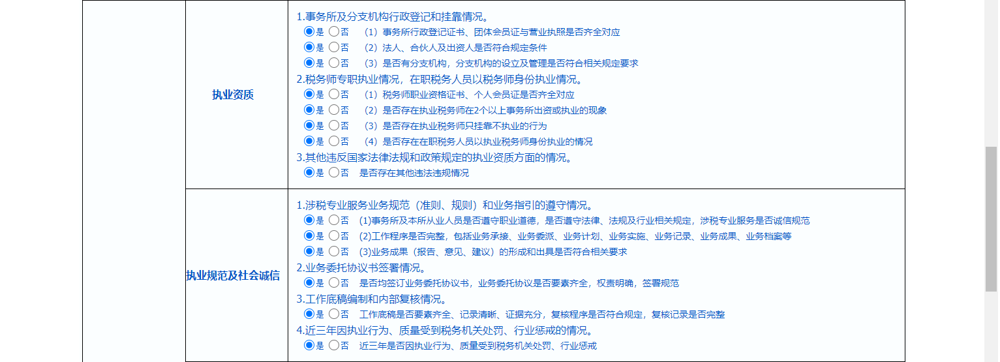 执业资质
1.事务所及分支机构行政登记和挂靠情况。
是 否 （1）事务所行政登记证书、团体会员证与营业执照是否齐全对应
是 否 （2）法人、合伙人及出资人是否符合规定条件
是 否 （3）是否有分支机构，分支机构的设立及管理是否符合相关规定要求
2.税务师专职执业情况，在职税务人员以税务师身份执业情况。
是 否 （1）税务师职业资格证书、个人会员证是否齐全对应
是 否 （2）是否存在执业税务师在2个以上事务所出资或执业的现象
是 否 （3）是否存在执业税务师只挂靠不执业的行为
是 否 （4）是否存在在职税务人员以执业税务师身份执业的情况
3.其他违反国家法律法规和政策规定的执业资质方面的情况。
是 否 是否存在其他违法违规情况
执业规范及社会诚信
1.涉税专业服务业务规范（准则、规则）和业务指引的遵守情况。
是 否 (1)事务所及本所从业人员是否遵守职业道德，是否遵守法律、法规及行业相关规定，涉税专业服务是否诚信规范
是 否 (2)工作程序是否完整，包括业务承接、业务委派、业务计划、业务实施、业务记录、业务成果、业务档案等
是 否 (3)业务成果（报告、意见、建议）的形成和出具是否符合相关要求
2.业务委托协议书签署情况。
是 否 是否均签订业务委托协议书，业务委托协议是否要素齐全，权责明确，签署规范
3.工作底稿编制和内部复核情况。
是 否 工作底稿是否要素齐全、记录清晰、证据充分，复核程序是否符合规定，复核记录是否完整
4.近三年因执业行为、质量受到税务机关处罚、行业惩戒的情况。
是 否 近三年是否因执业行为、质量受到税务机关处罚、行业惩戒